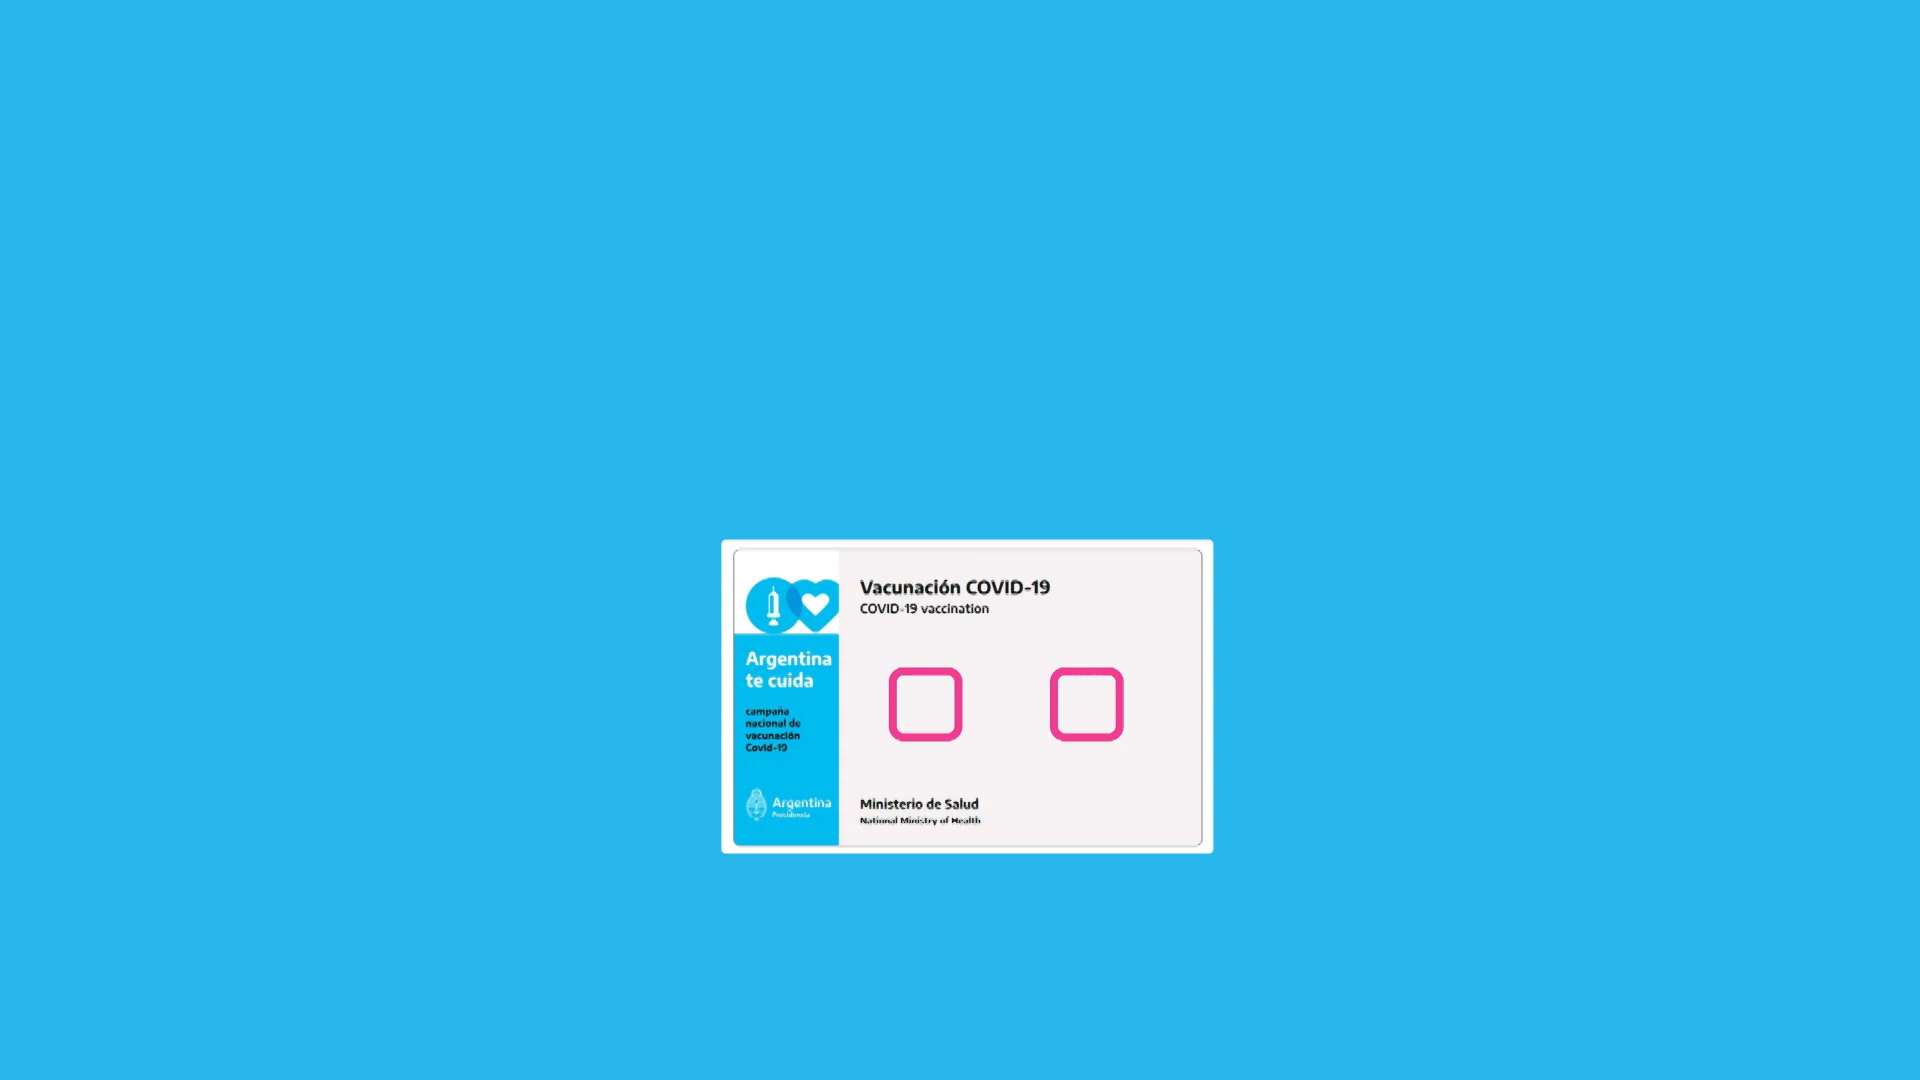 Vacunación COVID-19
COVID-19 vaccination
Argentina
te cuida
campaña
nacional de
vacunación
Covid-19
Argentina
Presidencia
Ministerio de Salud
National Ministry of Health